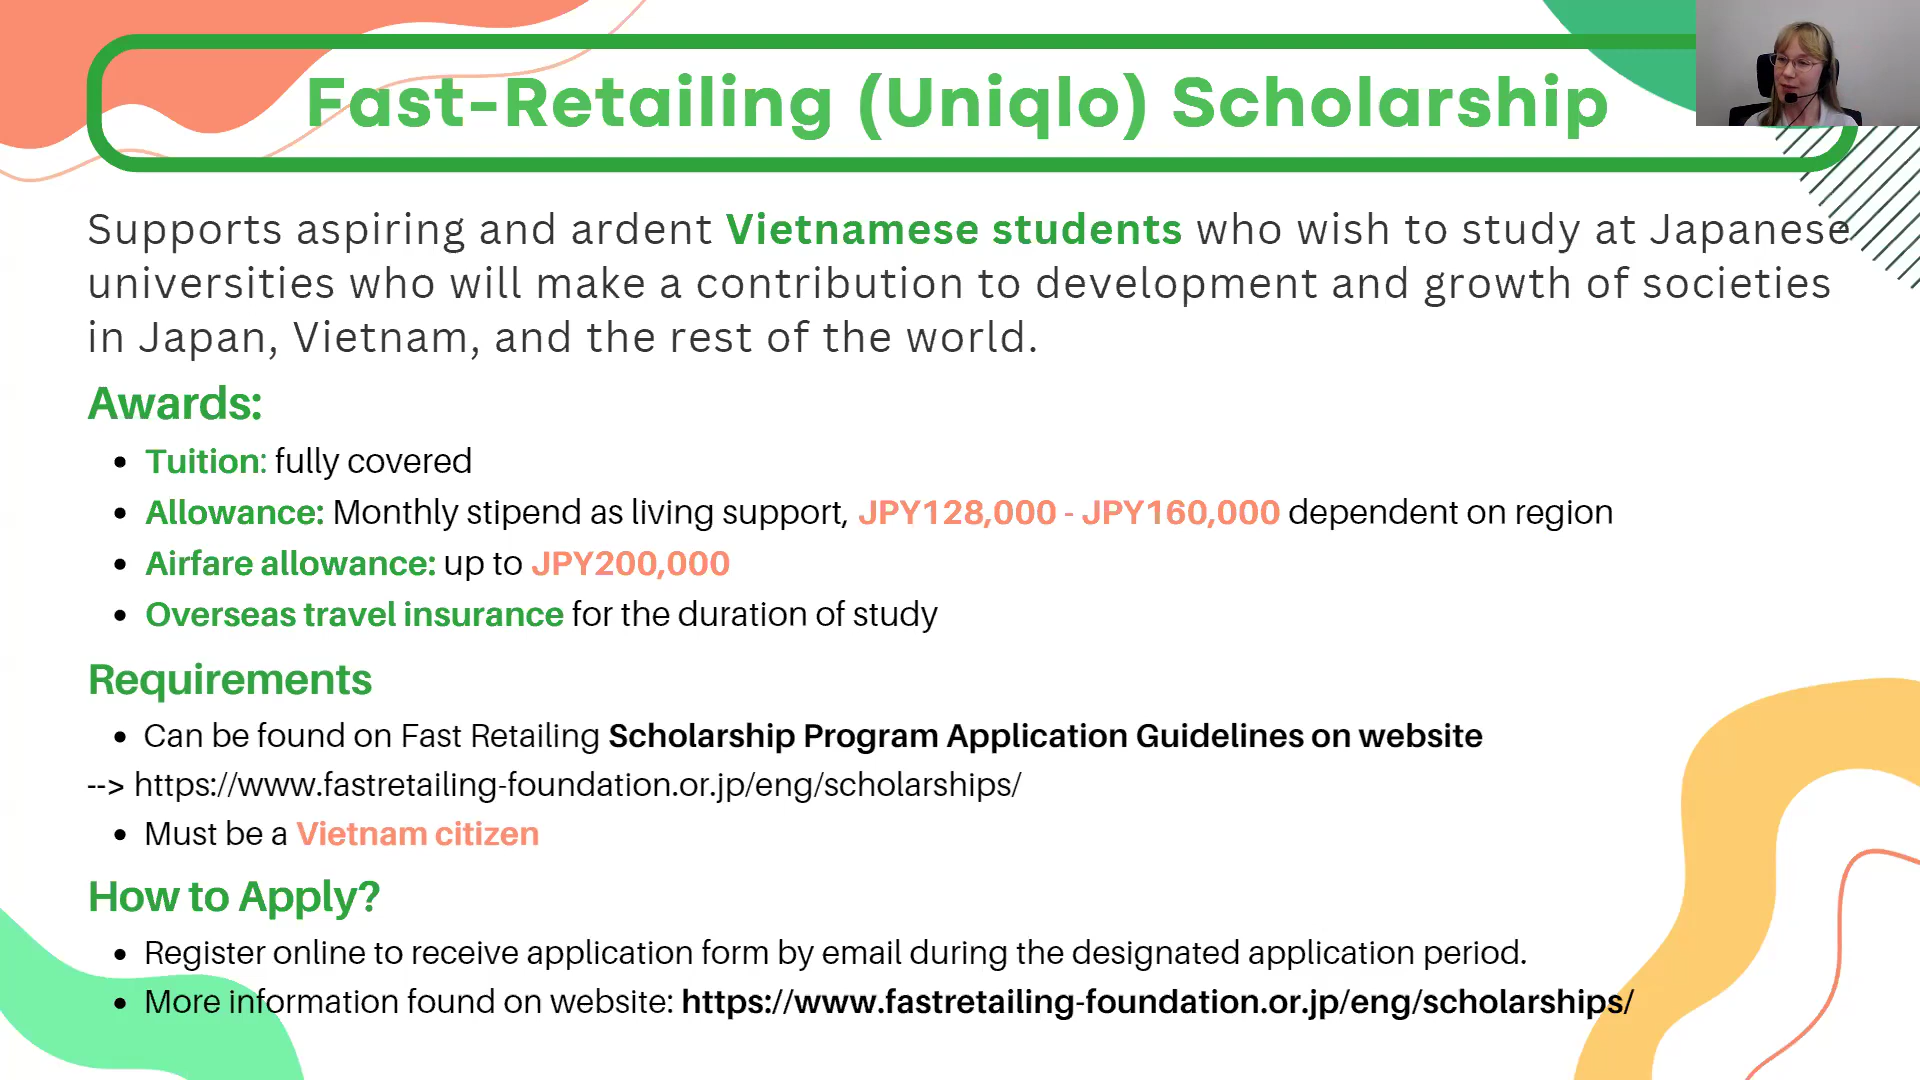 Fast-Retailing (Uniqlo) Scholarship
Supports aspiring and ardent Vietnamese students who wish to study at Japanese
universities who will make a contribution to development and growth of societies
in Japan, Vietnam, and the rest of the world.
Awards:
• Tuition: fully covered
• Allowance: Monthly stipend as living support, JPY128,000 - JPY160,000 dependent on region
• Airfare allowance: up to JPY200,000
• Overseas travel insurance for the duration of study
Requirements
• Can be found on Fast Retailing Scholarship Program Application Guidelines on website
--> https://www.fastretailing-foundation.or.jp/eng/scholarships/
• Must be a Vietnam citizen
How to Apply?
• Register online to receive application form by email during the designated application period.
• More information found on website: https://www.fastretailing-foundation.or.jp/eng/scholarships/